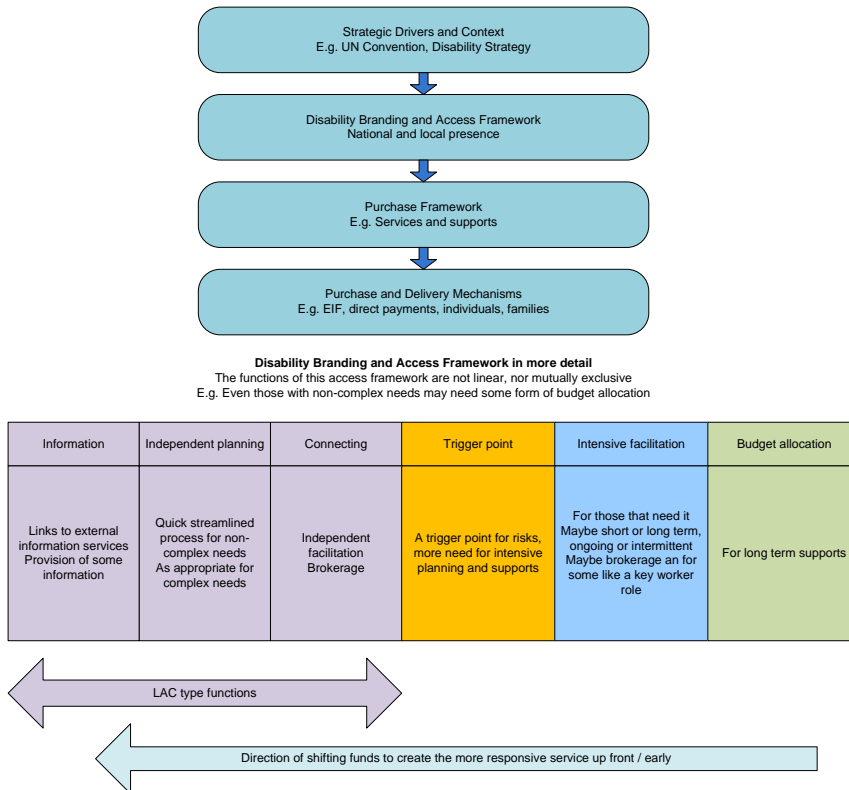 Strategic Drivers and Context
E.g. UN Convention, Disability Strategy
Disability Branding and Access Framework
National and local presence
Purchase Framework
E.g. Services and supports
Purchase and Delivery Mechanisms
E.g. EIF, direct payments, individuals, families
Disability Branding and Access Framework in more detail
The functions of this access framework are not linear, nor mutually exclusive
E.g. Even those with non-complex needs may need some form of budget allocation
Information
Independent planning
Connecting
Trigger point
Intensive facilitation
Budget allocation
Links to external
information services
Provision of some
information
Quick streamlined
process for non-
complex needs
As appropriate for
complex needs
Independent
facilitation
Brokerage
A trigger point for risks,
more need for intensive
planning and supports
For those that need it
Maybe short or long term,
ongoing or intermittent
Maybe brokerage an for
some like a key worker
role
For long term supports
LAC type functions
Direction of shifting funds to create the more responsive service up front / early